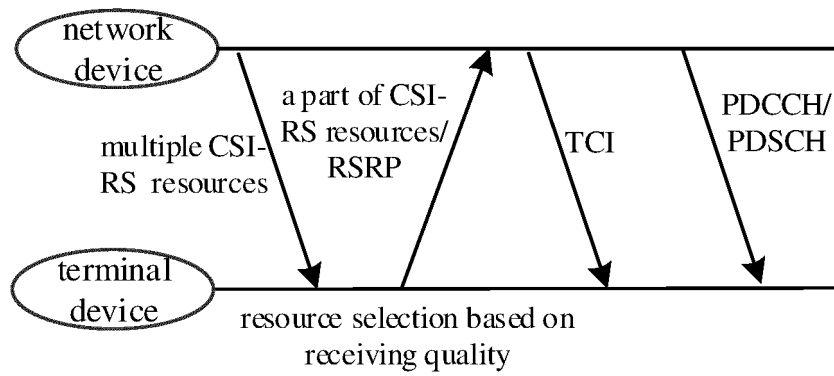 network
device
multiple CSI-
RS resources
a part of CSI-
RS resources/
RSRP
TCI
PDCCH/
PDSCH
terminal
device
resource selection based on
receiving quality